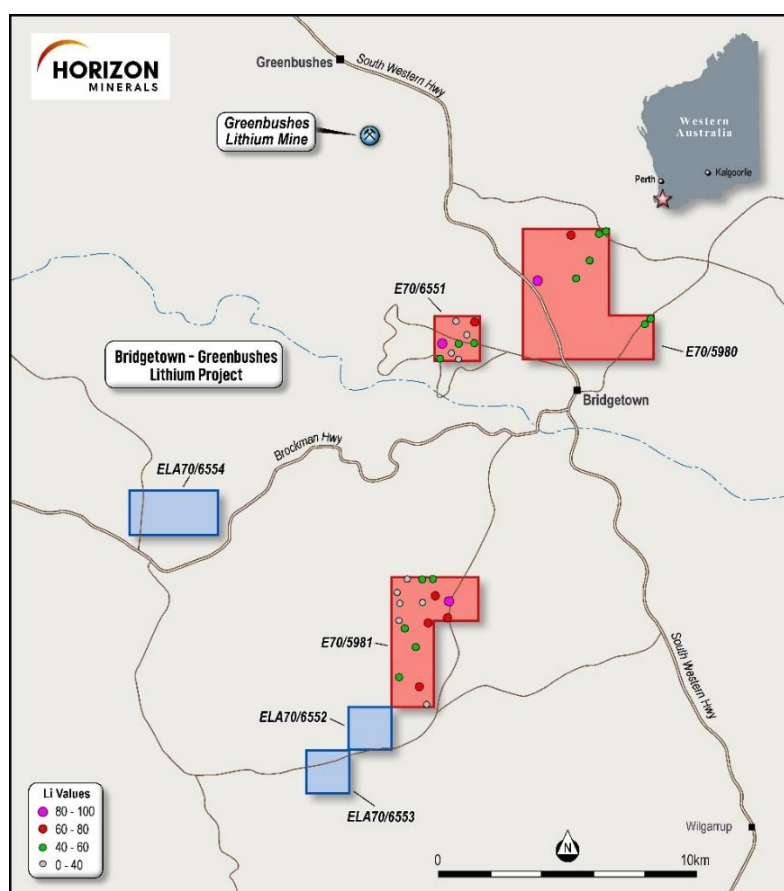 HORIZON
MINERALS
Greenbushes
South Western Hwy
Greenbushes
Lithium Mine
Western
Australia
Perth
Kalgoorlie
E70/6551
E70/5980
Bridgetown - Greenbushes
Lithium Project
Bridgetown
Brockman Hwy
ELA70/6554
E70/5981
South Western Hwy
ELA70/6552
ELA70/6553
Li Values
80 - 100
60 - 80
40 - 60
0 - 40
Wilgarrup
N
0
10km